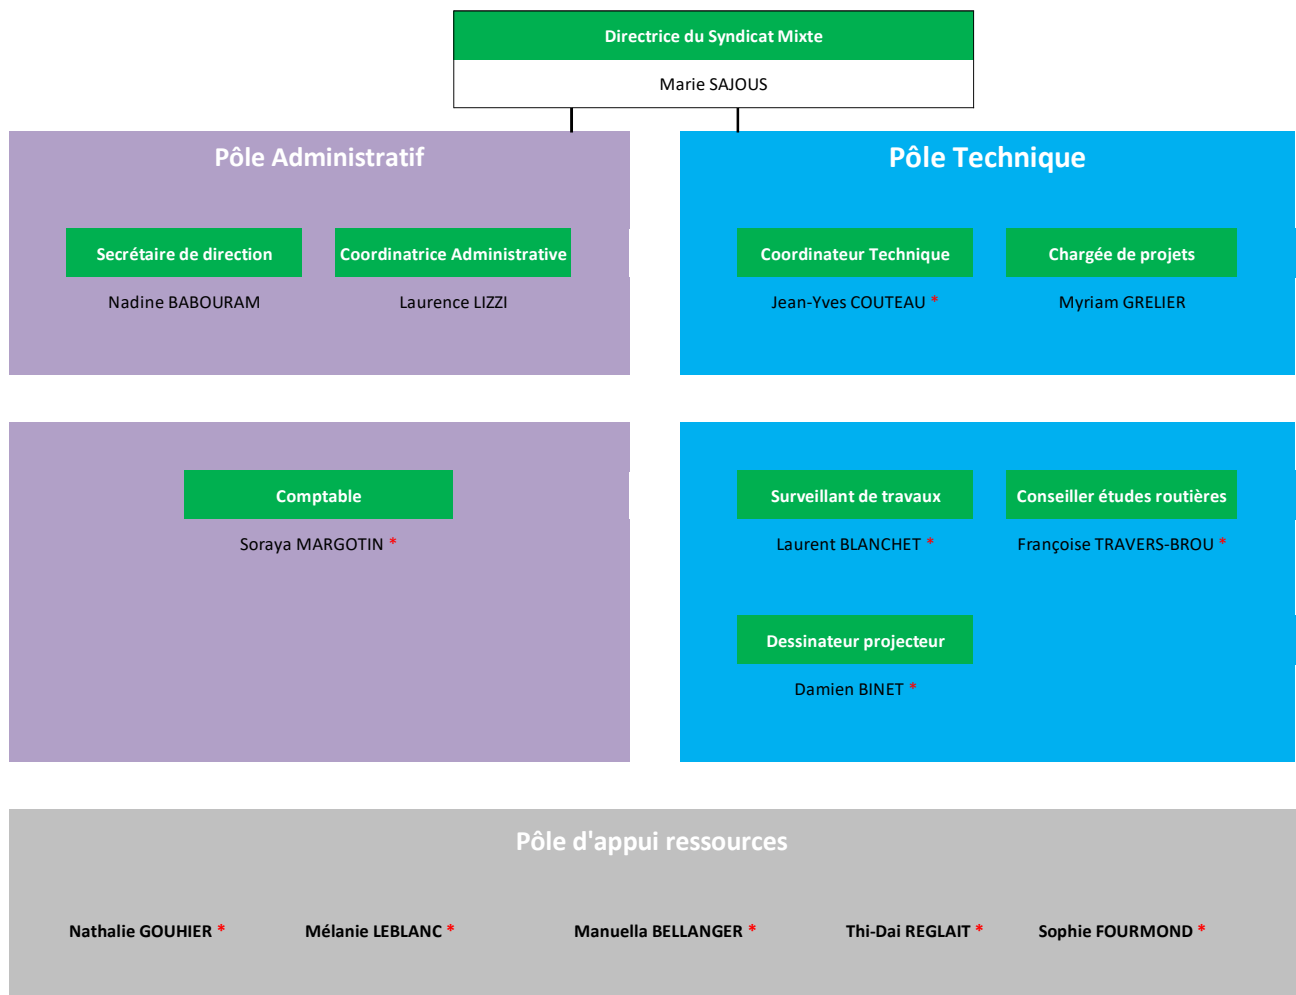 Directrice du Syndicat Mixte
Marie SAJOUS
Pôle Administratif
Pôle Technique
Secrétaire de direction
Coordinatrice Administrative
Coordinateur Technique
Chargée de projets
Nadine BABOURAM
Laurence LIZZI
Jean-Yves COUTEAU *
Myriam GRELIER
Comptable
Surveillant de travaux
Conseiller études routières
Soraya MARGOTIN *
Laurent BLANCHET *
Françoise TRAVERS-BROU *
Dessinateur projecteur
Damien BINET *
Pôle d'appui ressources
Nathalie GOUHIER *
Mélanie LEBLANC *
Manuella BELLANGER *
Thi-Dai REGLAIT *
Sophie FOURMOND *